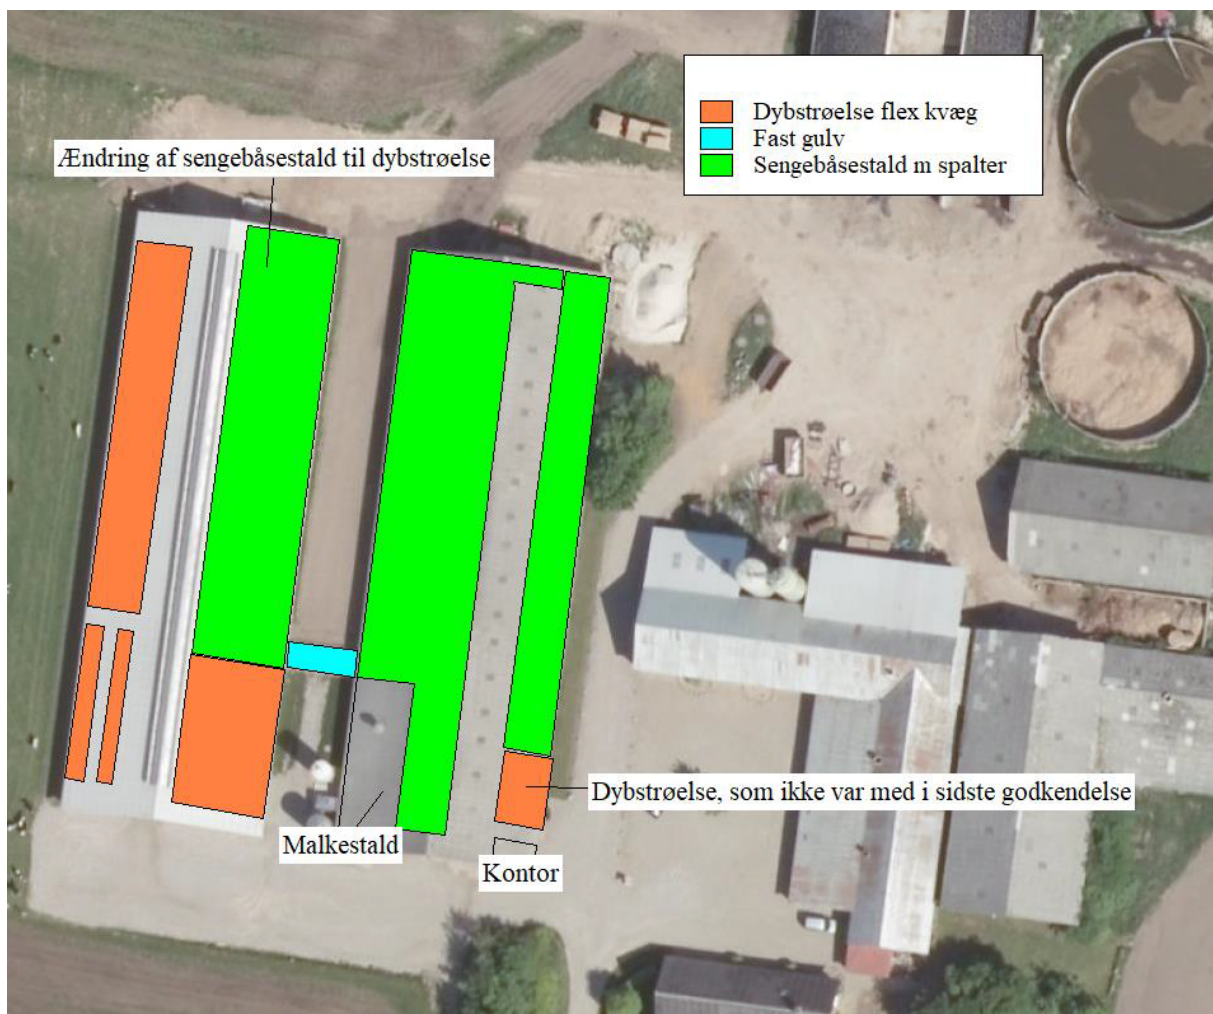 Dybstrøelse flex kvæg
Fast gulv
Sengebåsestald m spalter
Ændring af sengebåsestald til dybstrøelse
Dybstrøelse, som ikke var med i sidste godkendelse
Malkestald
Kontor